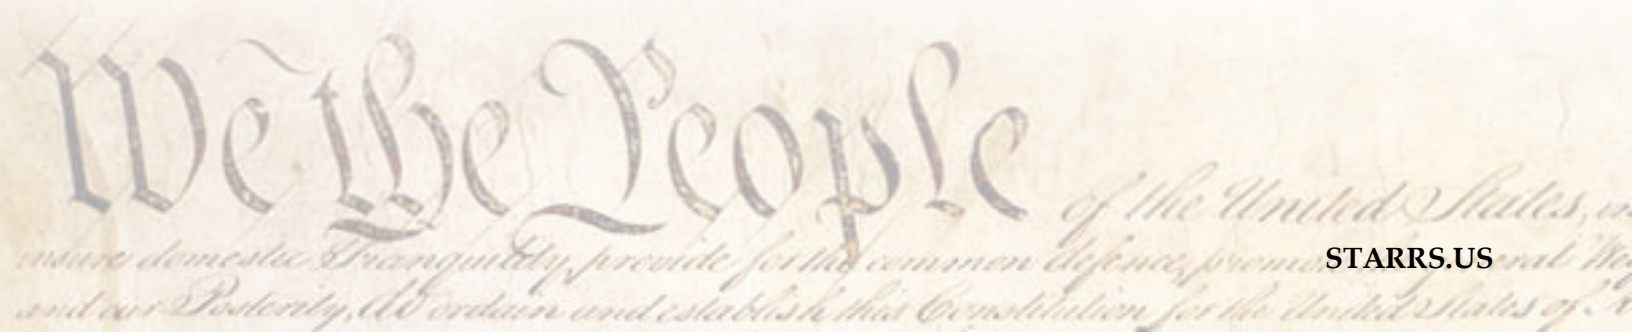 We the People of the United States,
insure domestic Tranquility, provide for the common defence,
STARRS.US
and our Posterity, do ordain and establish this Constitution for the United States of